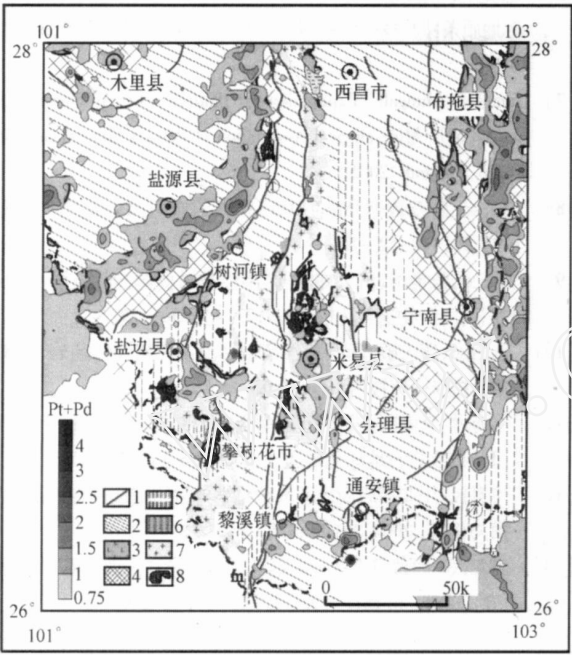 101°
103°
28°
28°
木里县
西昌市
布拖县
盐源县
树河镇
宁南县
盐边县
米易县
Pt+Pd
会理县
攀枝花市
4
3
2.5
2
1.5
1
0.75
1
2
3
4
5
6
7
8
通安镇
黎溪镇
0
50k
26°
26°
101°
103°